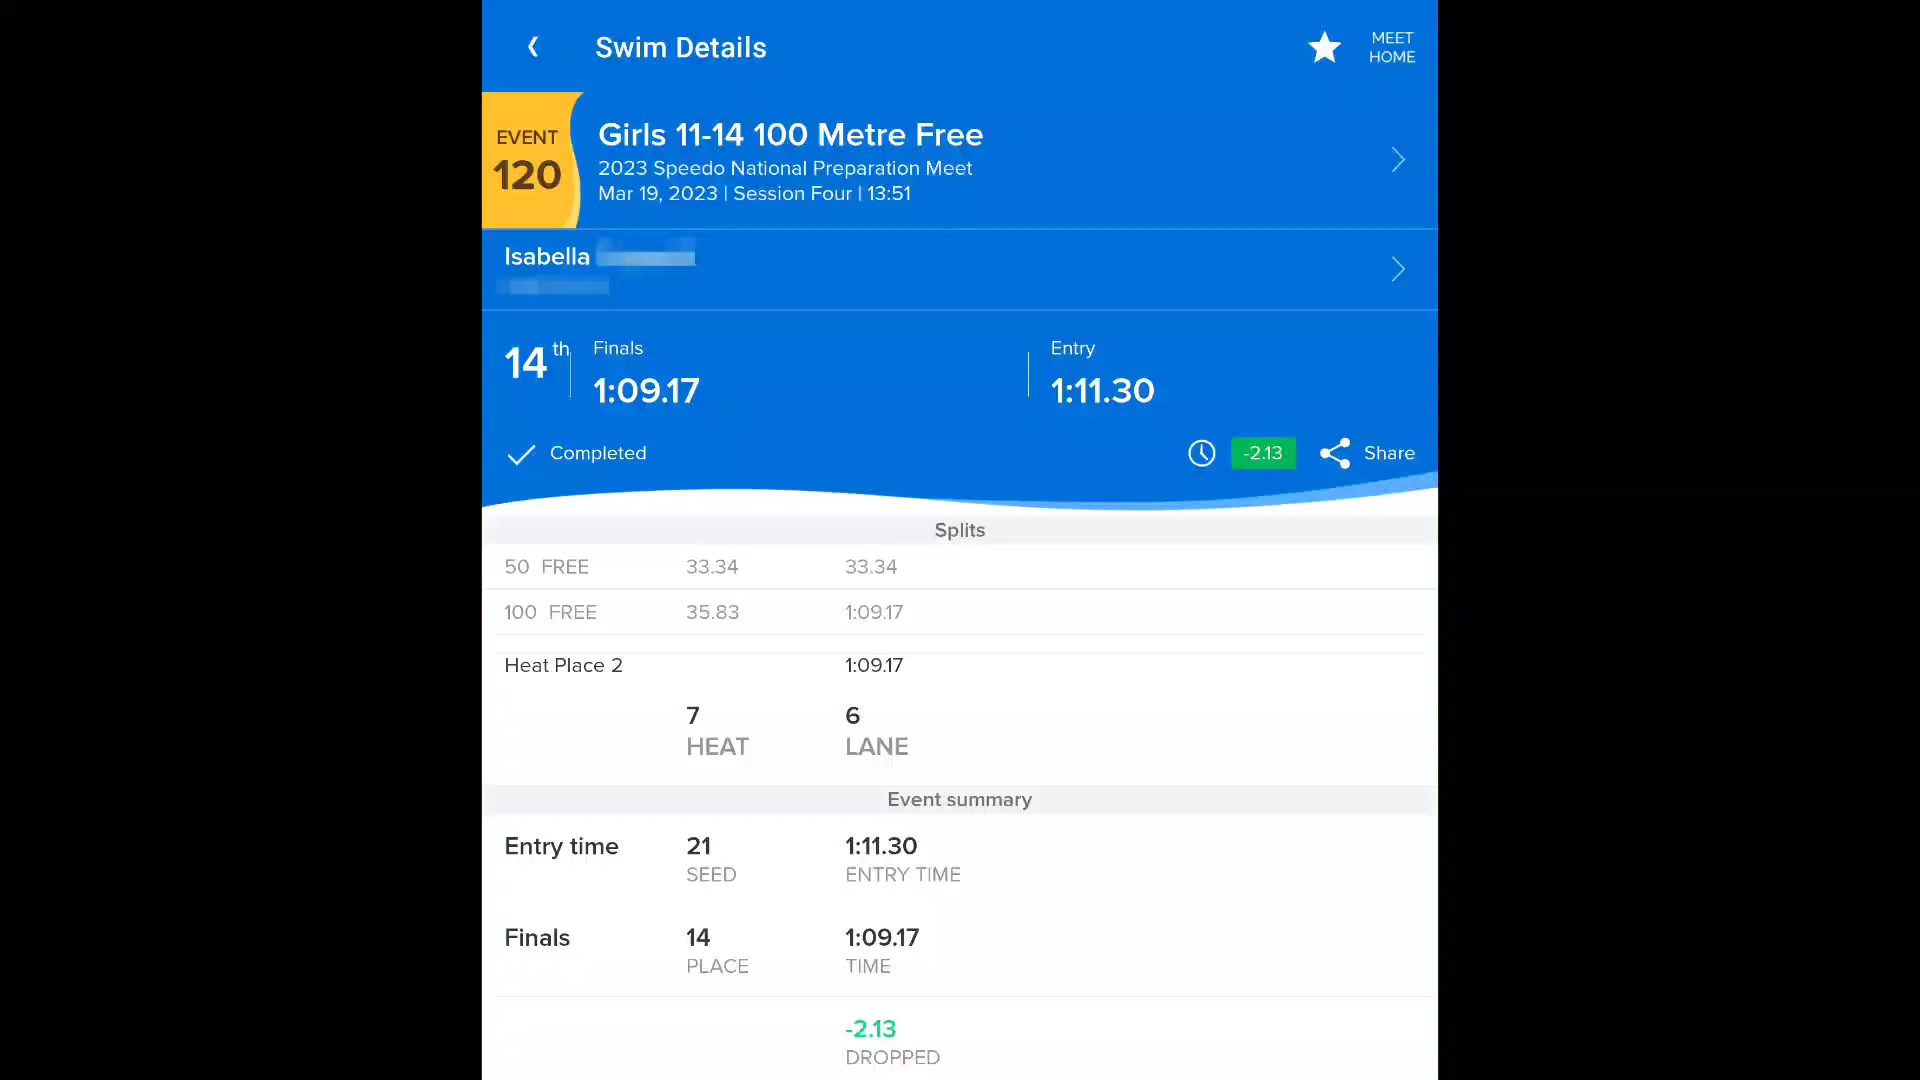 Swim Details
MEET
HOME
EVENT
120
Girls 11-14 100 Metre Free
2023 Speedo National Preparation Meet
Mar 19, 2023 | Session Four | 13:51
Isabella
14th
Finals
1:09.17
Entry
1:11.30
Completed
-2.13
Share
Splits
50 FREE 33.34 33.34
100 FREE 35.83 1:09.17
Heat Place 2 1:09.17
7 6
HEAT LANE
Event summary
Entry time 21 1:11.30
SEED ENTRY TIME
Finals 14 1:09.17
PLACE TIME
-2.13
DROPPED